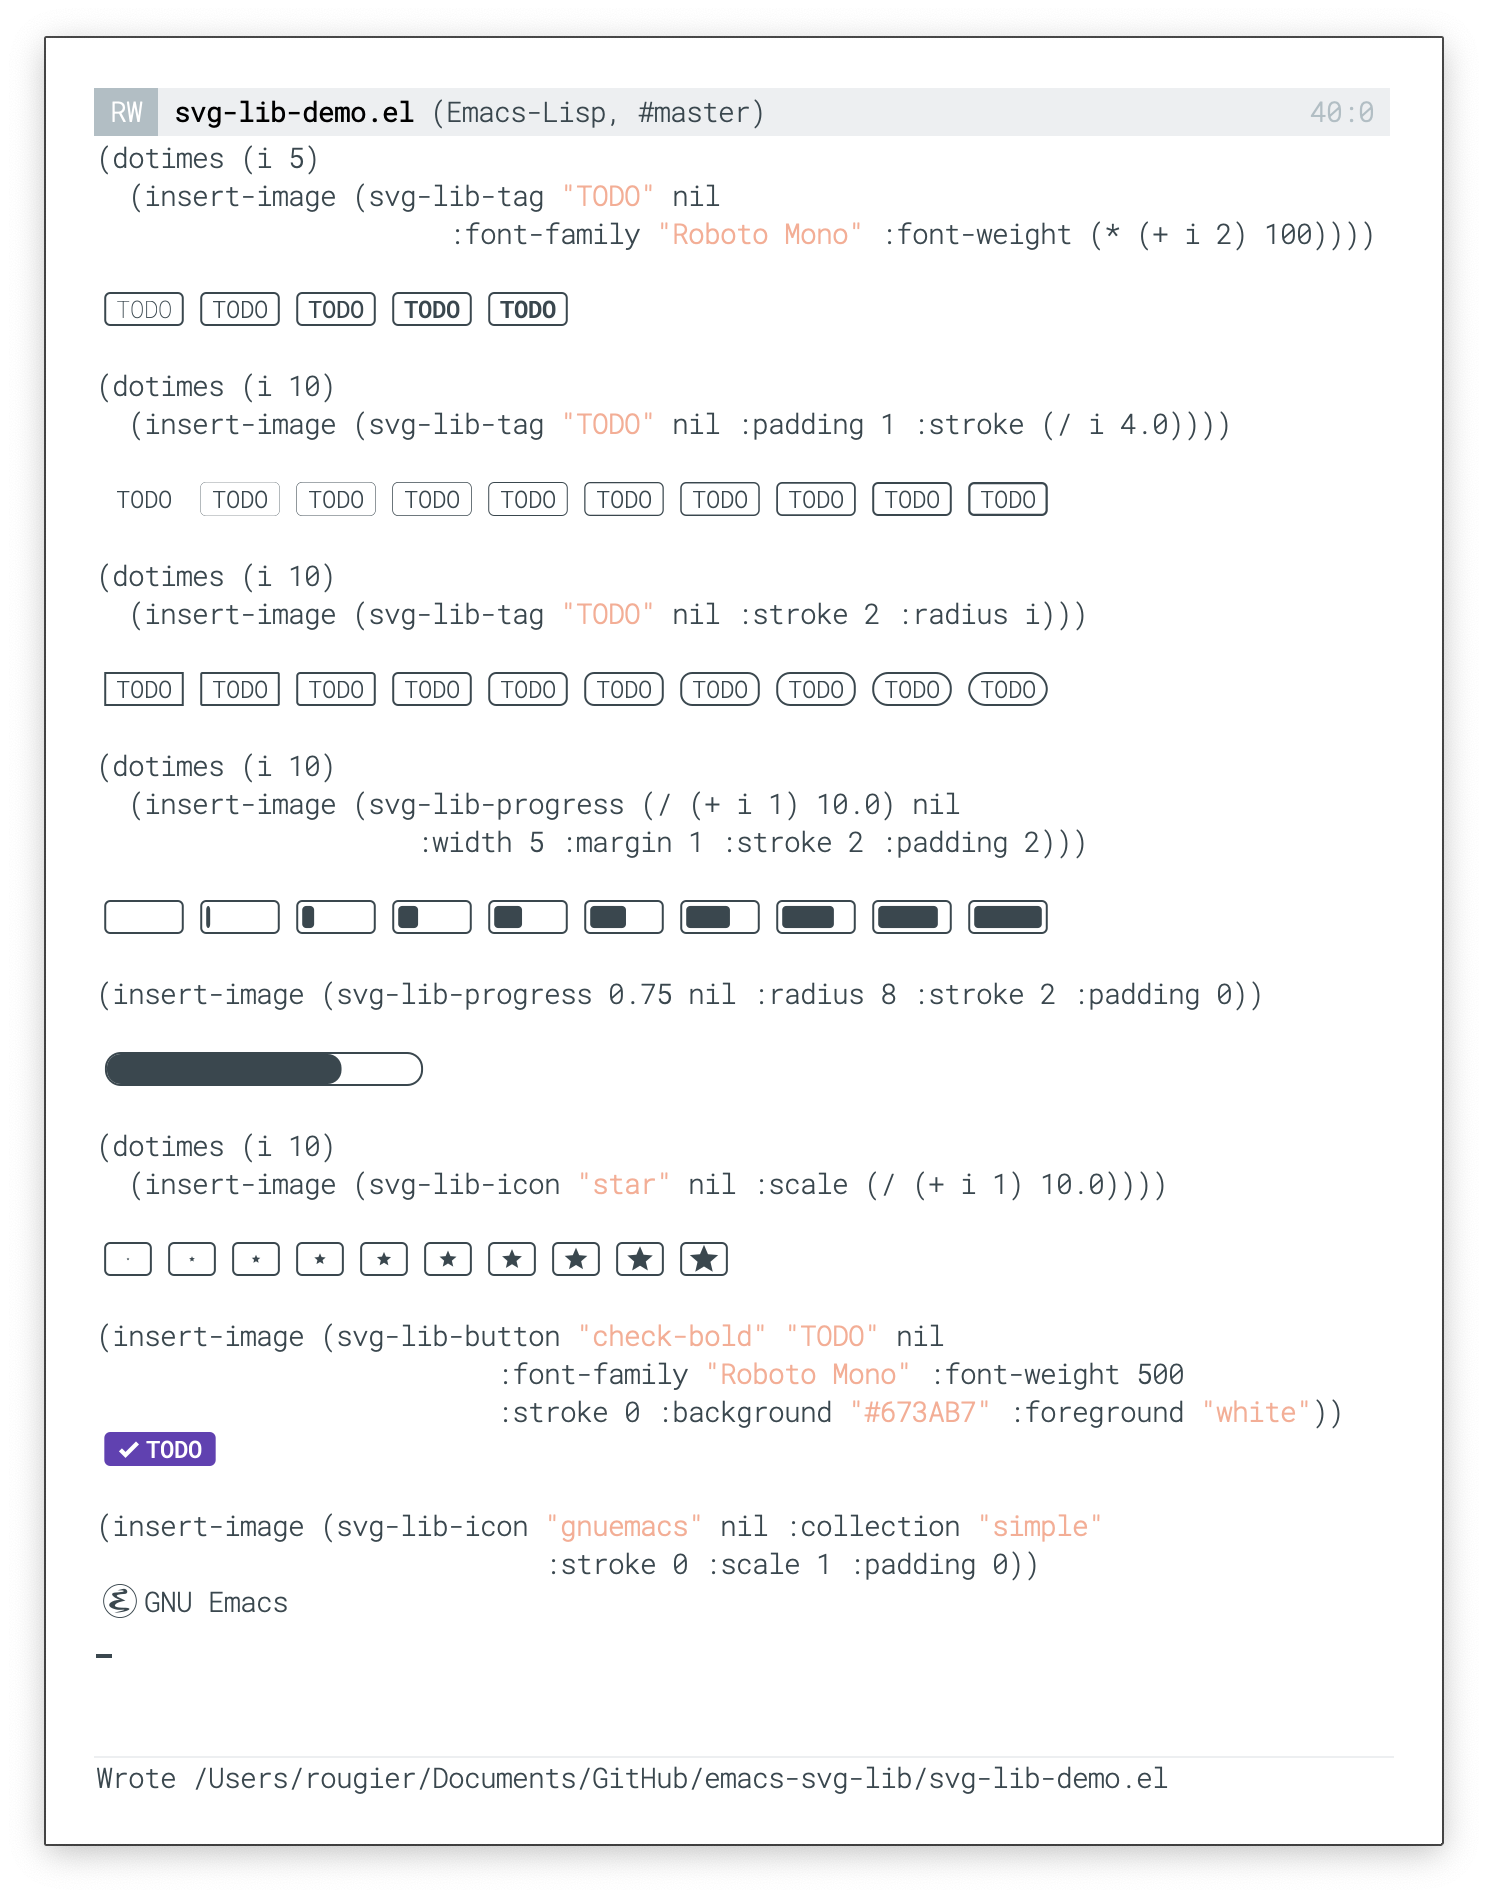 RW svg-lib-demo.el (Emacs-Lisp, #master) 40:0
(dotimes (i 5)
  (insert-image (svg-lib-tag "TODO" nil
                      :font-family "Roboto Mono" :font-weight (* (+ i 2) 100))))
TODO TODO TODO TODO TODO
(dotimes (i 10)
  (insert-image (svg-lib-tag "TODO" nil :padding 1 :stroke (/ i 4.0))))
TODO TODO TODO TODO TODO TODO TODO TODO TODO TODO
(dotimes (i 10)
  (insert-image (svg-lib-tag "TODO" nil :stroke 2 :radius i)))
TODO TODO TODO TODO TODO TODO TODO TODO TODO TODO
(dotimes (i 10)
  (insert-image (svg-lib-progress (/ (+ i 1) 10.0) nil
                    :width 5 :margin 1 :stroke 2 :padding 2)))
(insert-image (svg-lib-progress 0.75 nil :radius 8 :stroke 2 :padding 0))
(dotimes (i 10)
  (insert-image (svg-lib-icon "star" nil :scale (/ (+ i 1) 10.0))))
(insert-image (svg-lib-button "check-bold" "TODO" nil
                         :font-family "Roboto Mono" :font-weight 500
                         :stroke 0 :background "#673AB7" :foreground "white"))
TODO
(insert-image (svg-lib-icon "gnuemacs" nil :collection "simple"
                            :stroke 0 :scale 1 :padding 0))
GNU Emacs
Wrote /Users/rougier/Documents/GitHub/emacs-svg-lib/svg-lib-demo.el